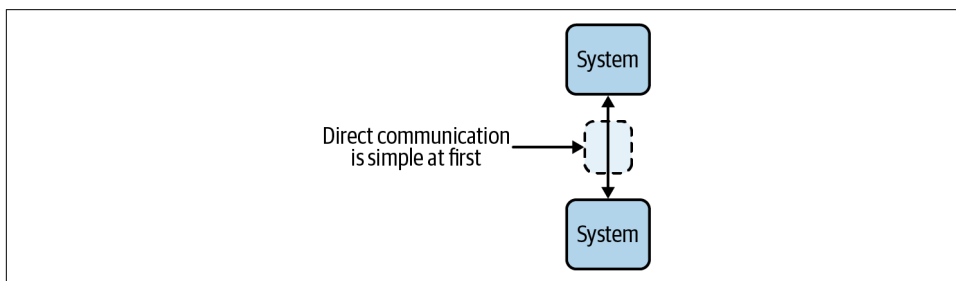 System
Direct communication
is simple at first
System